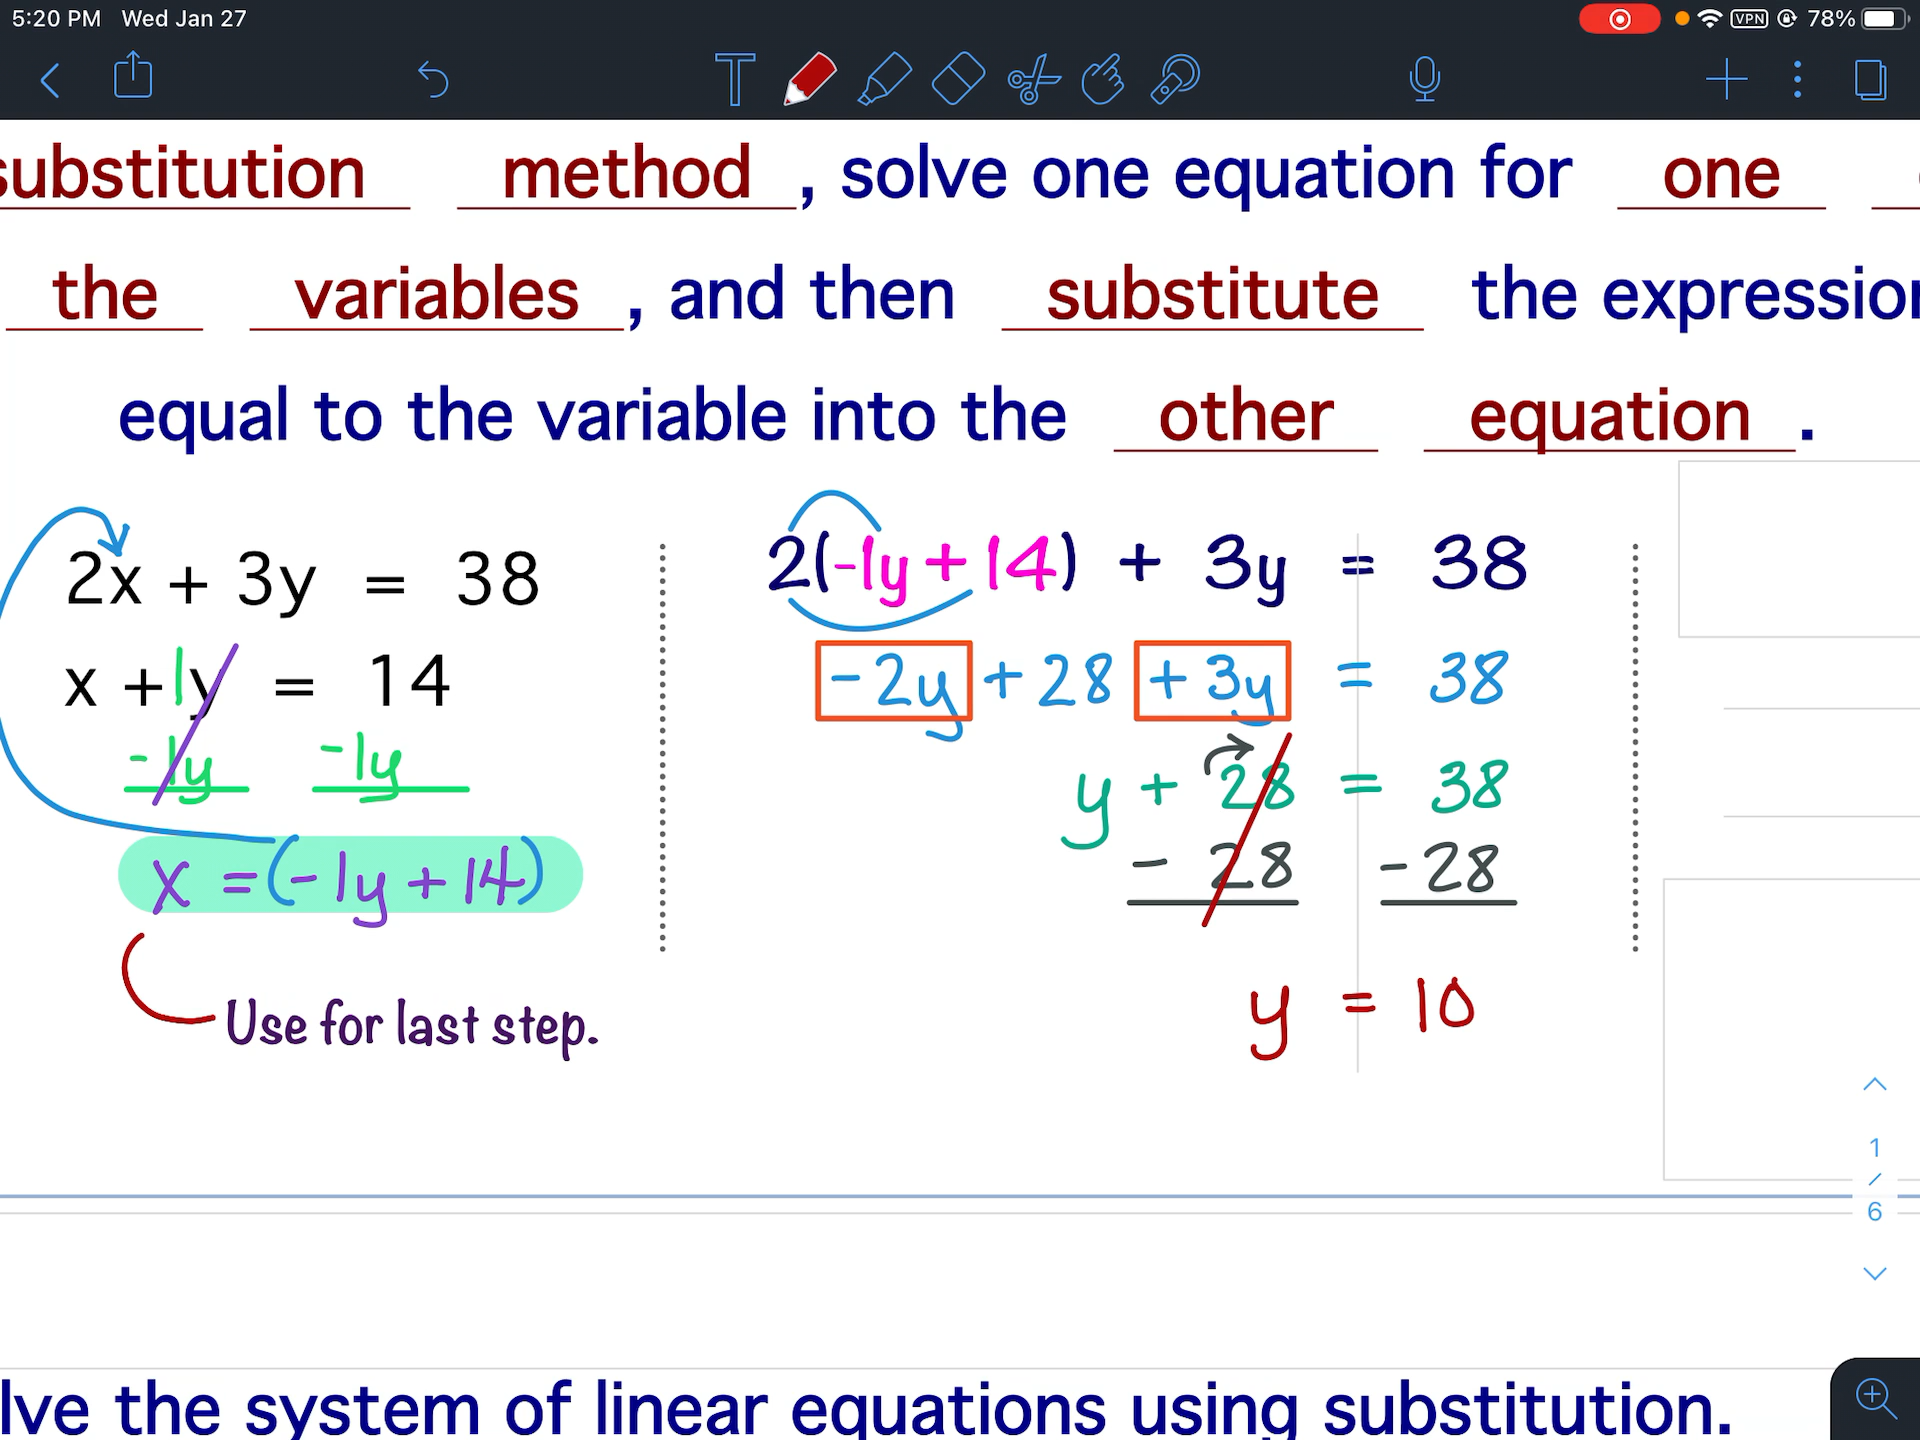 5:20 PM Wed Jan 27
VPN 78%
substitution method, solve one equation for one
the variables, and then substitute the expression
equal to the variable into the other equation.
2x + 3y = 38
x + 1y = 14
-1y -1y
x = (-1y + 14)
Use for last step.
2(-1y + 14) + 3y = 38
-2y + 28 + 3y = 38
y + 28 = 38
- 28 - 28
y = 10
1
/
6
lve the system of linear equations using substitution.